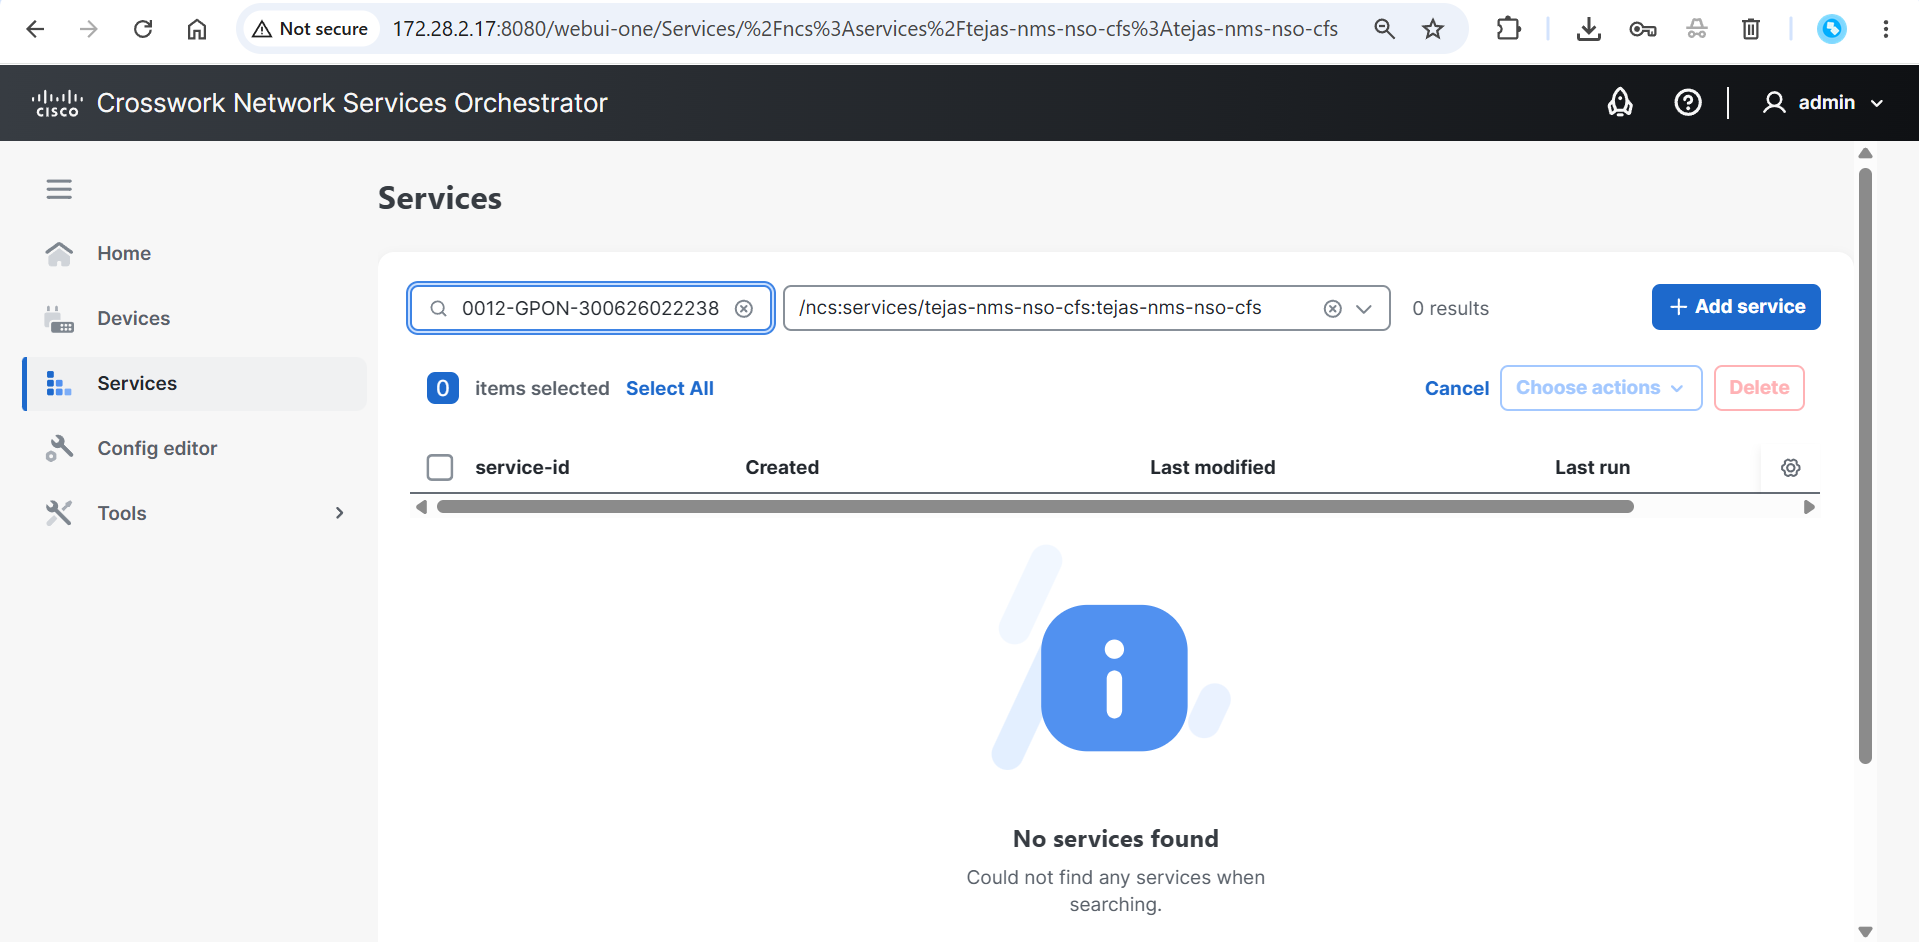 Not secure
172.28.2.17:8080/webui-one/Services/%2Fncs%3Aservices%2Ftejas-nms-nso-cfs%3Atejas-nms-nso-cfs
CISCO
Crosswork Network Services Orchestrator
admin
Services
Home
Devices
Services
Config editor
Tools
0012-GPON-300626022238
/ncs:services/tejas-nms-nso-cfs:tejas-nms-nso-cfs
0 results
+ Add service
0 items selected Select All
Cancel
Choose actions
Delete
service-id Created Last modified Last run
No services found
Could not find any services when
searching.